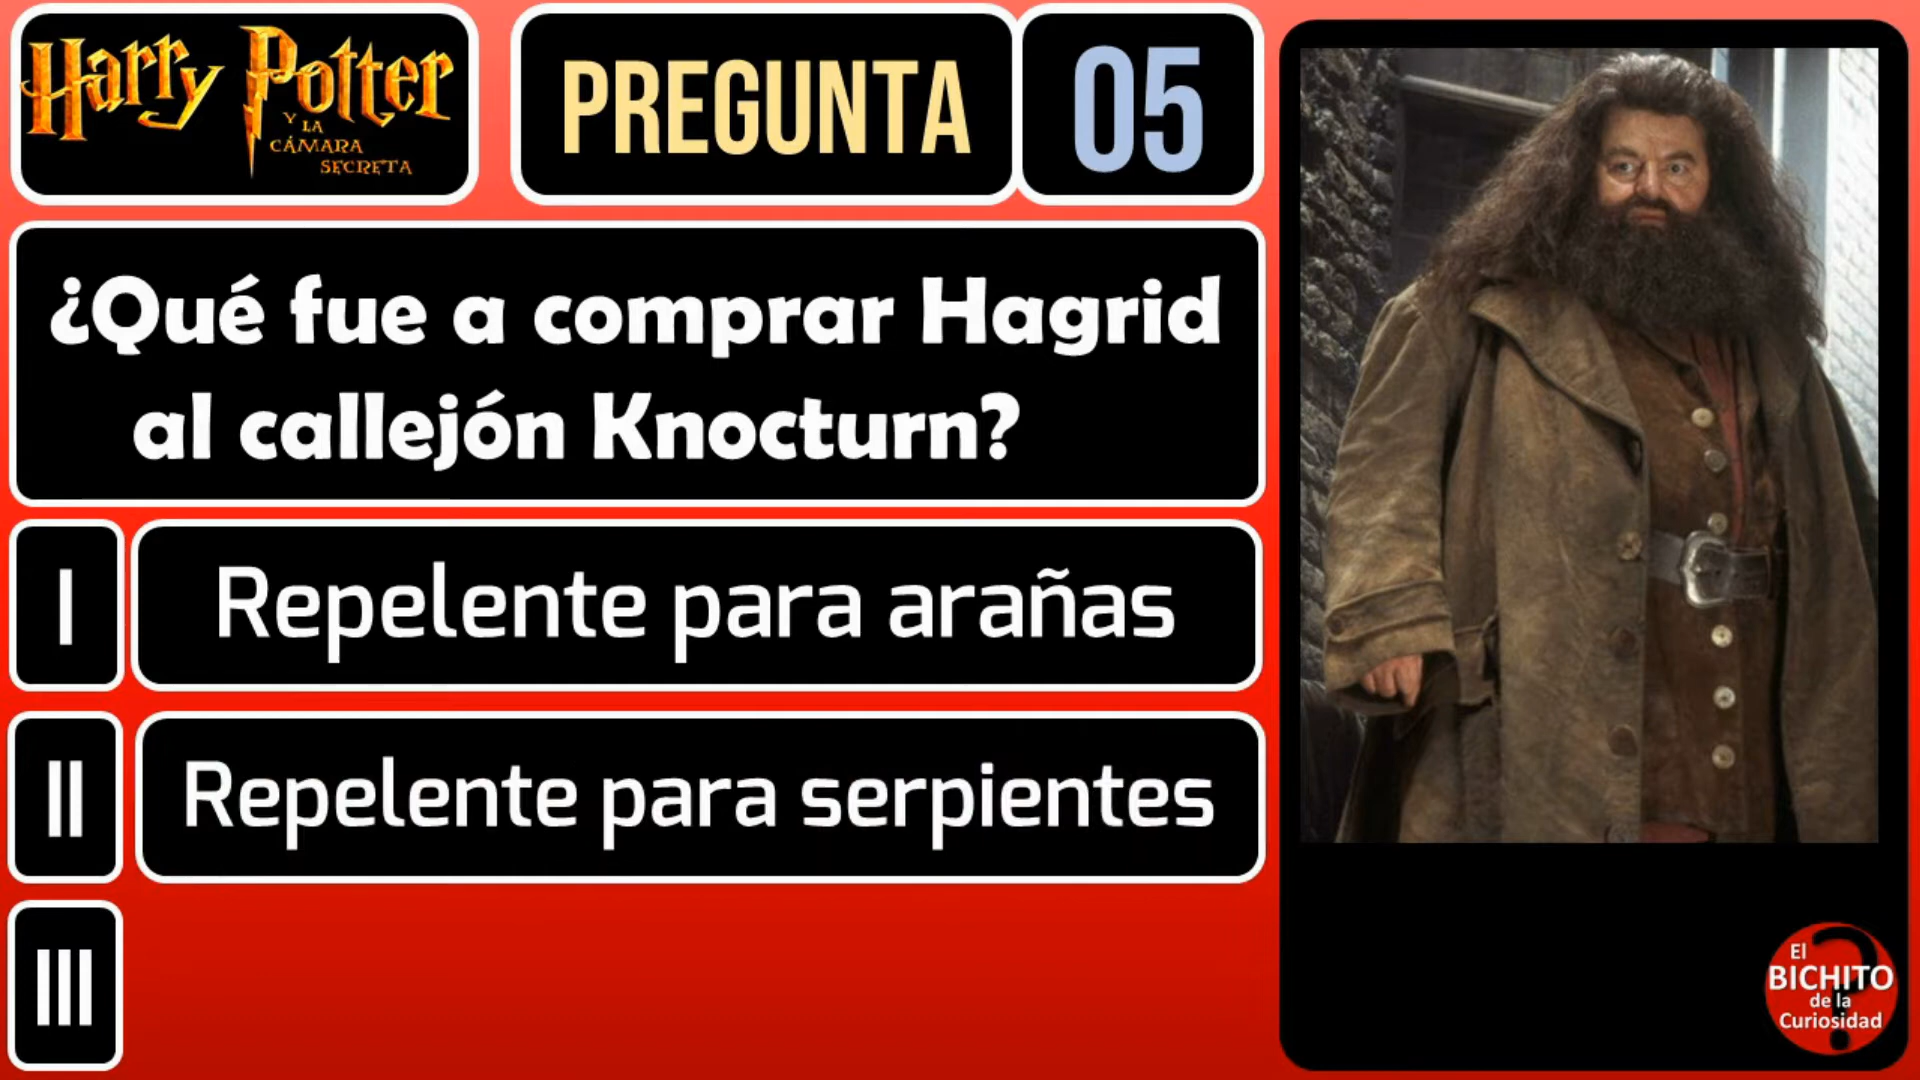 Harry Potter
Y LA
CÁMARA
SECRETA
PREGUNTA
05
¿Qué fue a comprar Hagrid
al callejón Knocturn?
I
Repelente para arañas
II
Repelente para serpientes
III
El
BICHITO
de la
Curiosidad
?